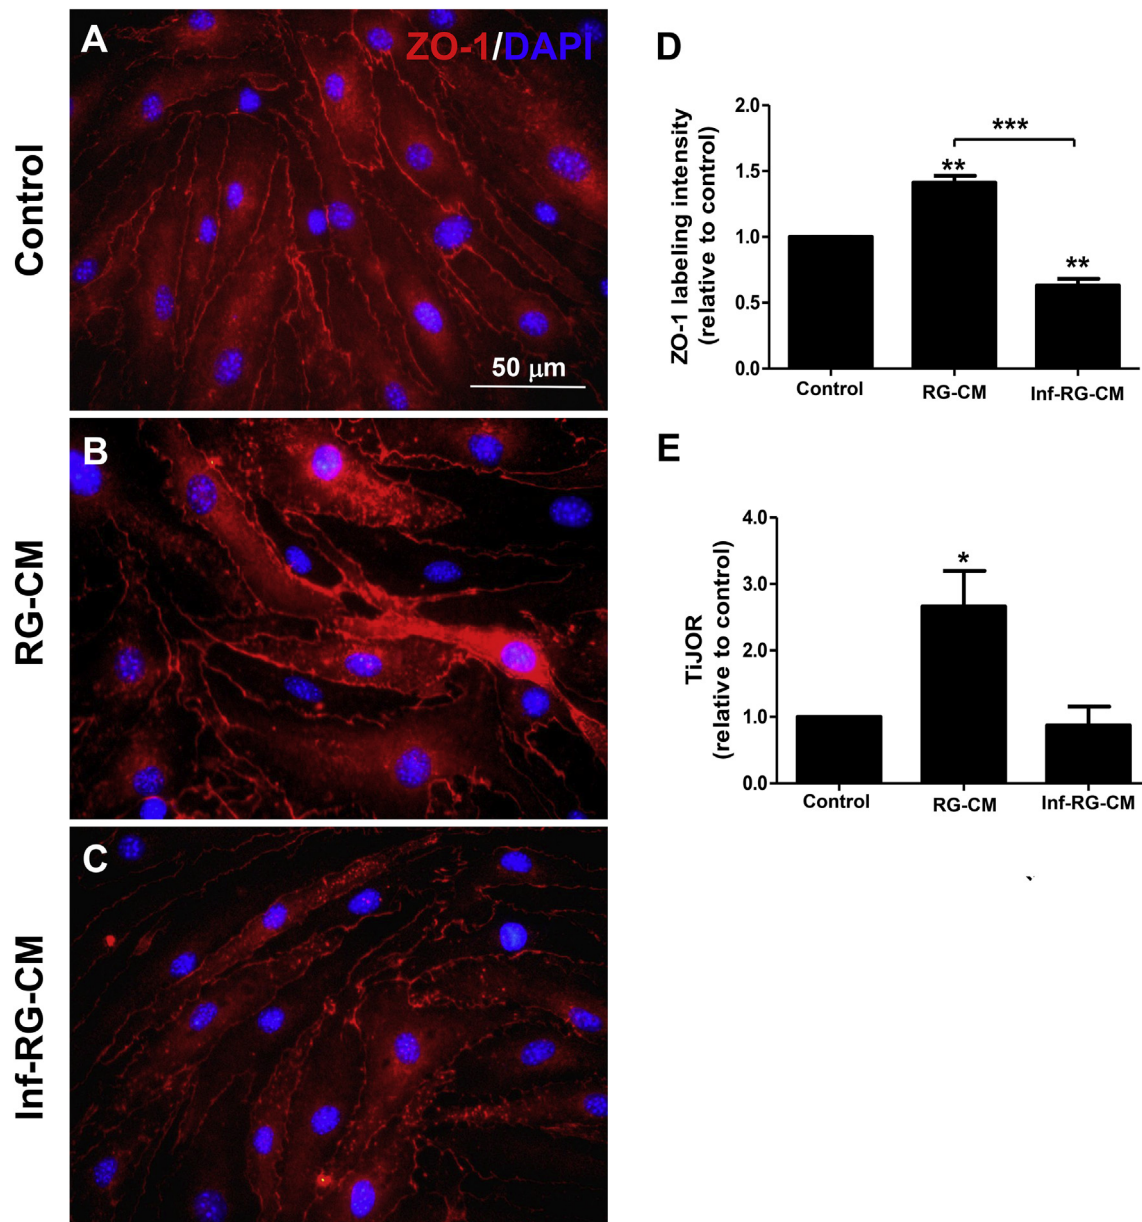 A
ZO-1/DAPI
Control
50 μm
B
RG-CM
C
Inf-RG-CM
D
ZO-1 labeling intensity
(relative to control)
2.0
1.5
1.0
0.5
0.0
***
**
**
Control
RG-CM
Inf-RG-CM
E
TiJOR
(relative to control)
4.0
3.0
2.0
1.0
0.0
*
Control
RG-CM
Inf-RG-CM